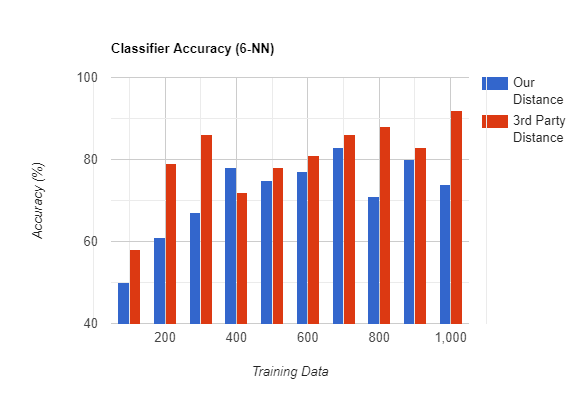 Classifier Accuracy (6-NN)
100
80
60
40
Accuracy (%)
200
400
600
800
1,000
Training Data
Our
Distance
3rd Party
Distance